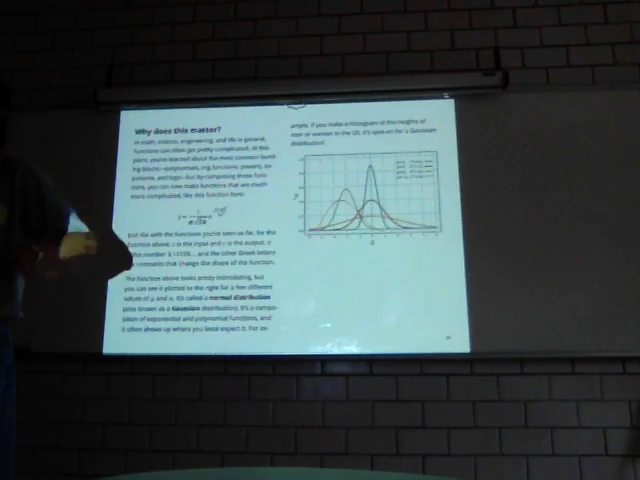 Why does this matter?
In math, science, engineering, and life in general,
functions can often get pretty complicated. At this
point, you've learned about the most common build-
ing blocks—polynomials, trig functions, powers, ex-
ponents, and logs—but by composing these func-
tions, you can now make functions that are much
more complicated, like this function here:
Just like with the functions you've seen so far, for the
function above, x is the input and y is the output. π
the number 3.14159... and the other Greek letters
constants that change the shape of the function.
The function above looks pretty intimidating, but
you can see it plotted to the right for a few different
values of μ and σ. It's called a normal distribution
(also known as a Gaussian distribution). It's a compo-
sition of exponential and polynomial functions, and
it often shows up where you least expect it. For ex-
ample, if you make a histogram of the heights of
men or women in the US, it's spot-on for a Gaussian
distribution!